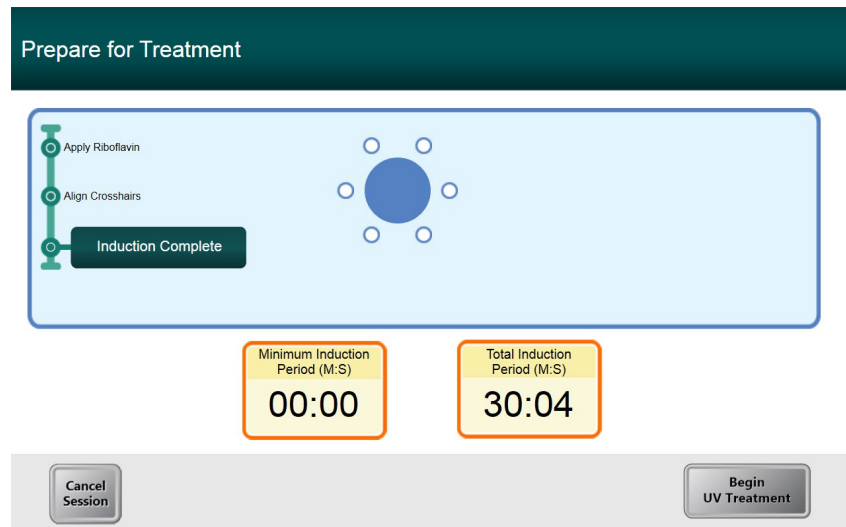 Prepare for Treatment
Apply Riboflavin
Align Crosshairs
Induction Complete
Minimum Induction
Period (M:S)
00:00
Total Induction
Period (M:S)
30:04
Cancel
Session
Begin
UV Treatment